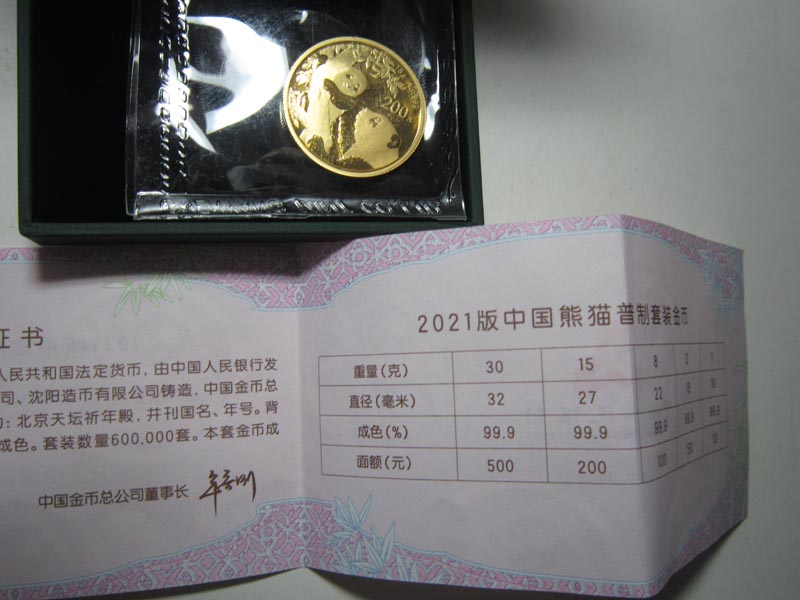 200
证书
人民共和国法定货币，由中国人民银行发
司、沈阳造币有限公司铸造，中国金币总
：北京天坛祈年殿，并刊国名、年号。背
成色。套装数量600,000套。本套金币成
中国金币总公司董事长
2021版中国熊猫普制套装金币
重量(克) 30 15 8 3 1
直径(毫米) 32 27 22 18 10
成色(%) 99.9 99.9 99.9 99.9 99.9
面额(元) 500 200 100 50 10